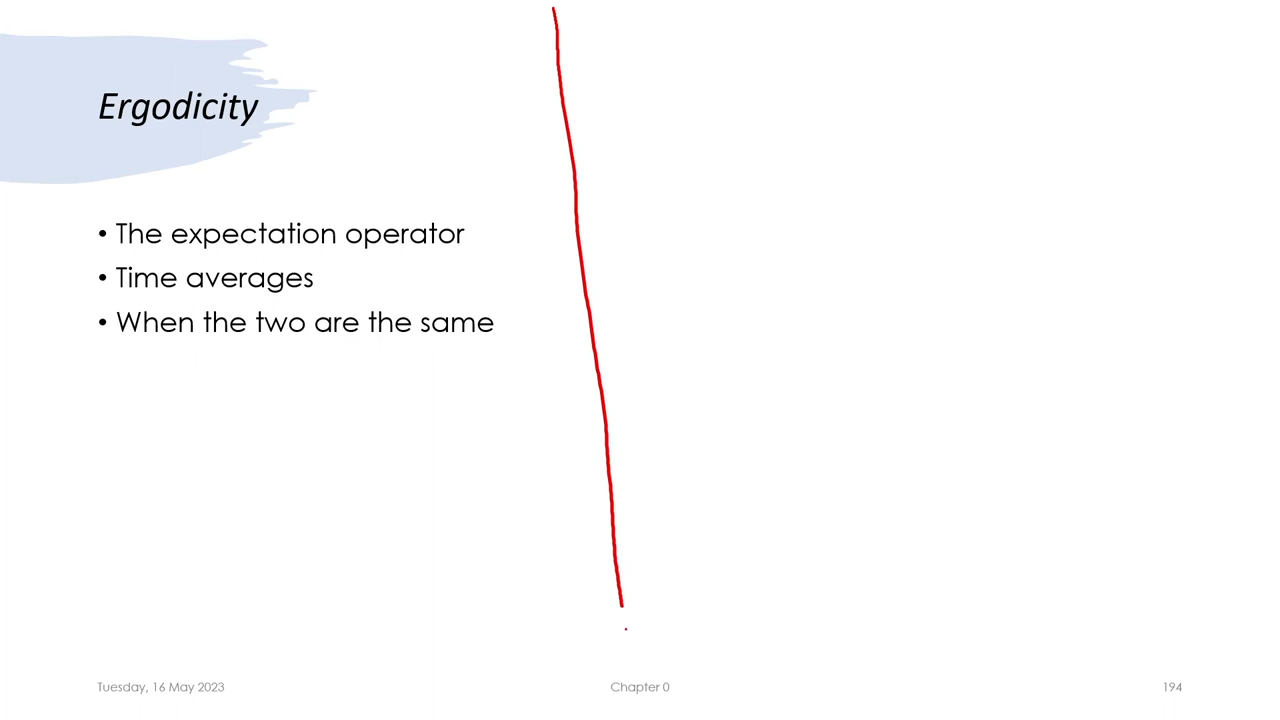 Ergodicity
• The expectation operator
• Time averages
• When the two are the same
Tuesday, 16 May 2023
Chapter 0
194